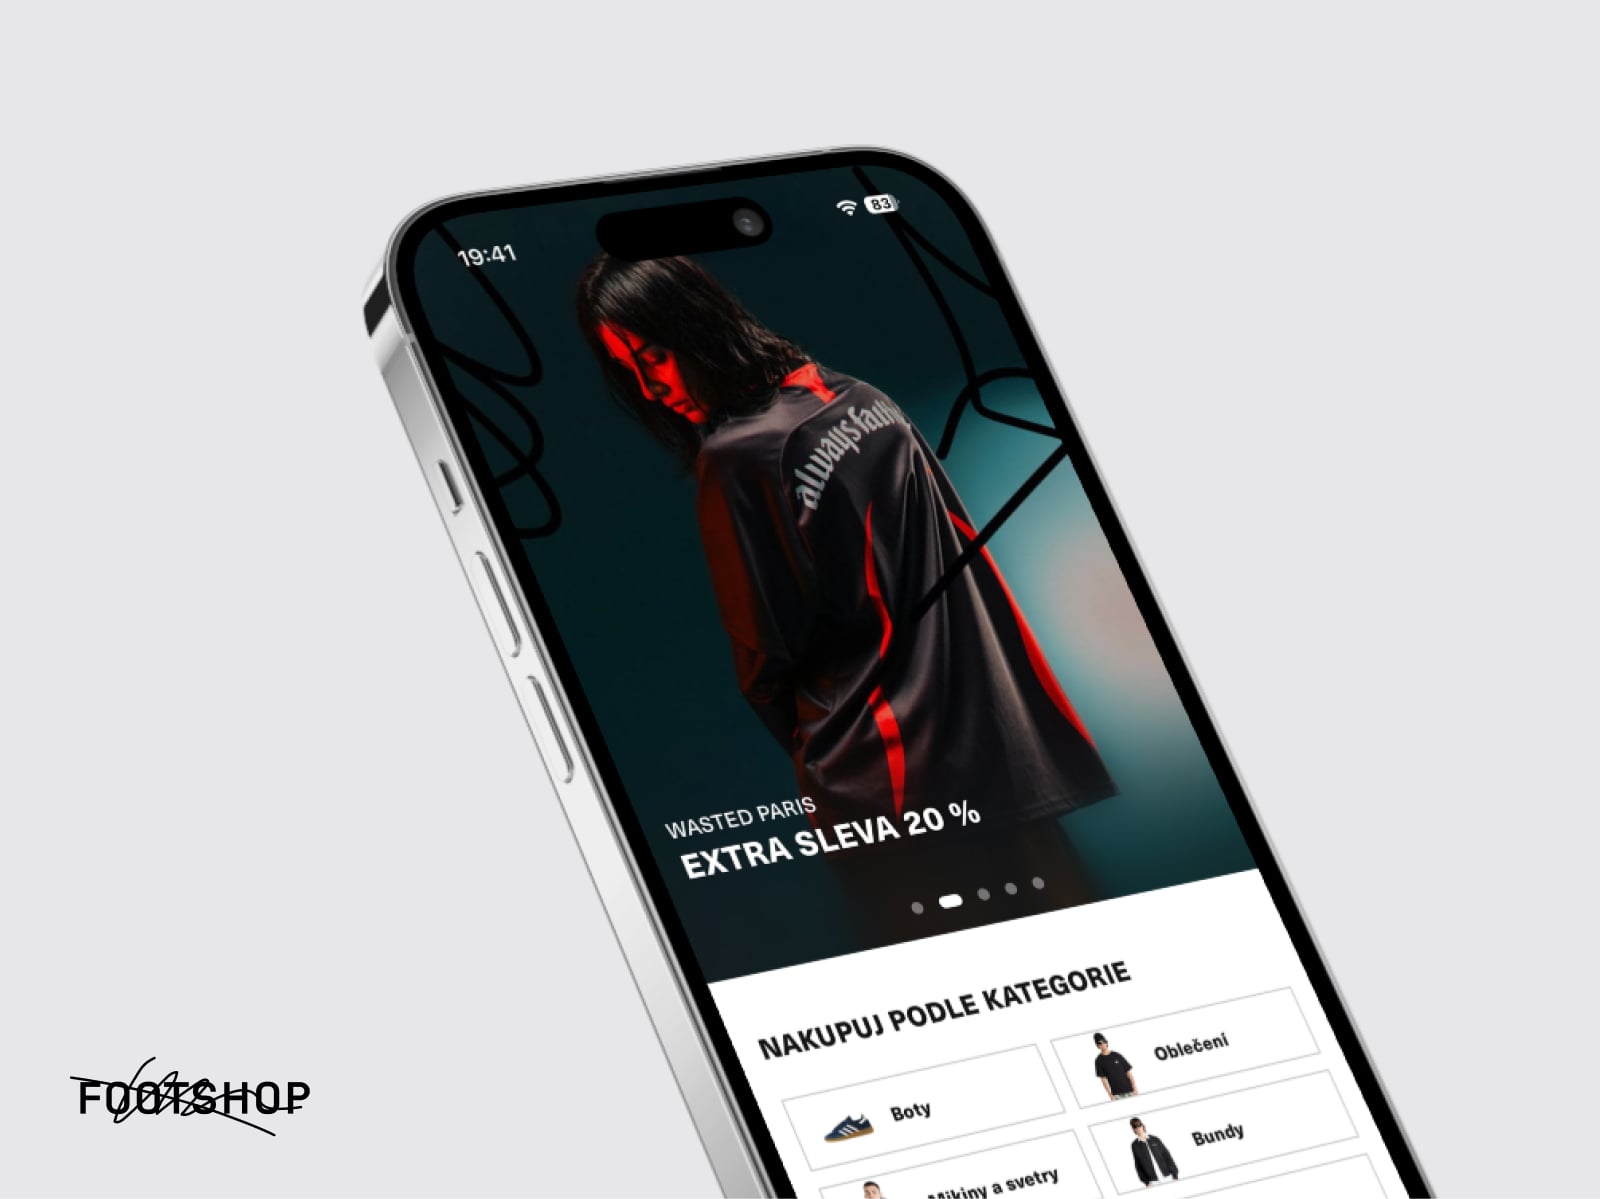 19:41
83
always faith
WASTED PARIS
EXTRA SLEVA 20 %
NAKUPUJ PODLE KATEGORIE
Boty
Oblečení
Mikiny a svetry
Bundy
FOOTSHOP